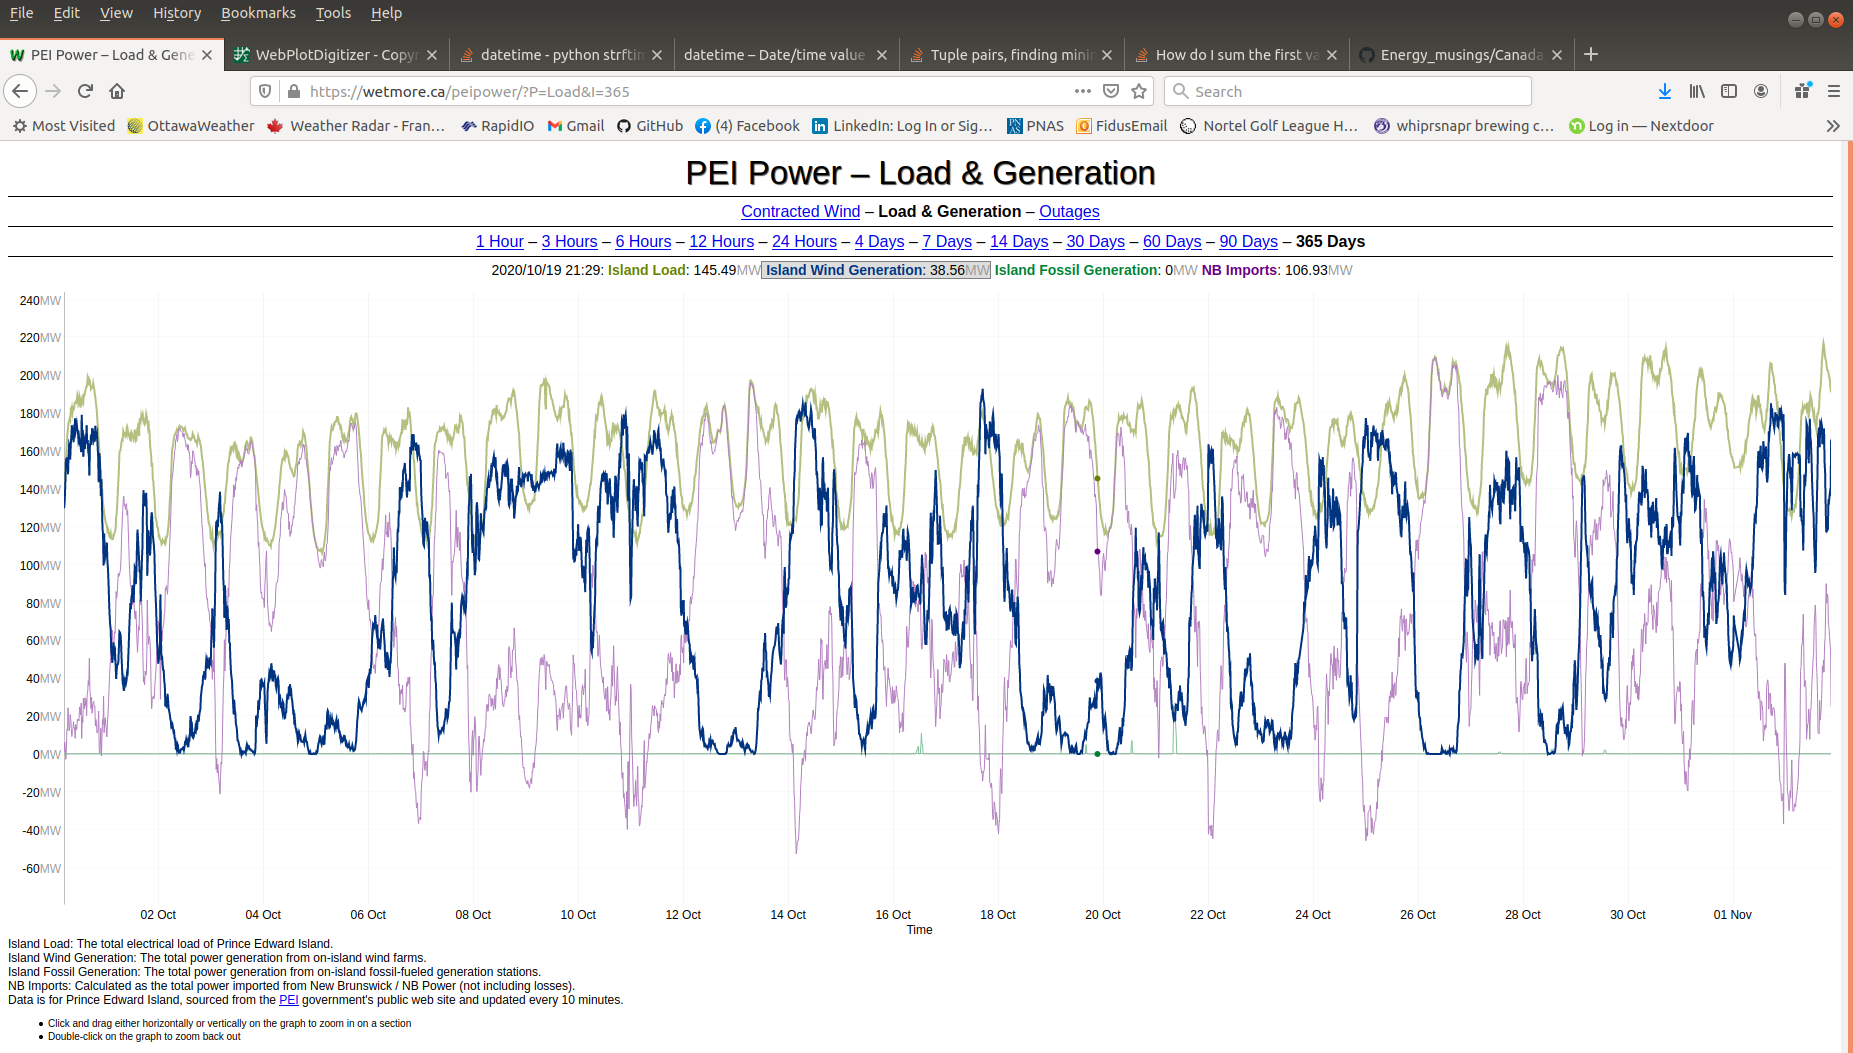 File Edit View History Bookmarks Tools Help
PEI Power – Load & Gene
WebPlotDigitizer - Copyr
datetime - python strftim
datetime – Date/time value
Tuple pairs, finding minim
How do I sum the first va
Energy_musings/Canada
https://wetmore.ca/peipower/?P=Load&I=365
Search
Most Visited OttawaWeather Weather Radar - Fran… RapidIO Gmail GitHub (4) Facebook LinkedIn: Log In or Sig… PNAS FidusEmail Nortel Golf League H… whiprsnapr brewing c… Log in — Nextdoor
PEI Power – Load & Generation
Contracted Wind – Load & Generation – Outages
1 Hour – 3 Hours – 6 Hours – 12 Hours – 24 Hours – 4 Days – 7 Days – 14 Days – 30 Days – 60 Days – 90 Days – 365 Days
2020/10/19 21:29: Island Load: 145.49MW Island Wind Generation: 38.56MW Island Fossil Generation: 0MW NB Imports: 106.93MW
240MW
220MW
200MW
180MW
160MW
140MW
120MW
100MW
80MW
60MW
40MW
20MW
0MW
-20MW
-40MW
-60MW
02 Oct 04 Oct 06 Oct 08 Oct 10 Oct 12 Oct 14 Oct 16 Oct 18 Oct 20 Oct 22 Oct 24 Oct 26 Oct 28 Oct 30 Oct 01 Nov
Time
Island Load: The total electrical load of Prince Edward Island.
Island Wind Generation: The total power generation from on-island wind farms.
Island Fossil Generation: The total power generation from on-island fossil-fueled generation stations.
NB Imports: Calculated as the total power imported from New Brunswick / NB Power (not including losses).
Data is for Prince Edward Island, sourced from the PEI government's public web site and updated every 10 minutes.
• Click and drag either horizontally or vertically on the graph to zoom in on a section
• Double-click on the graph to zoom back out